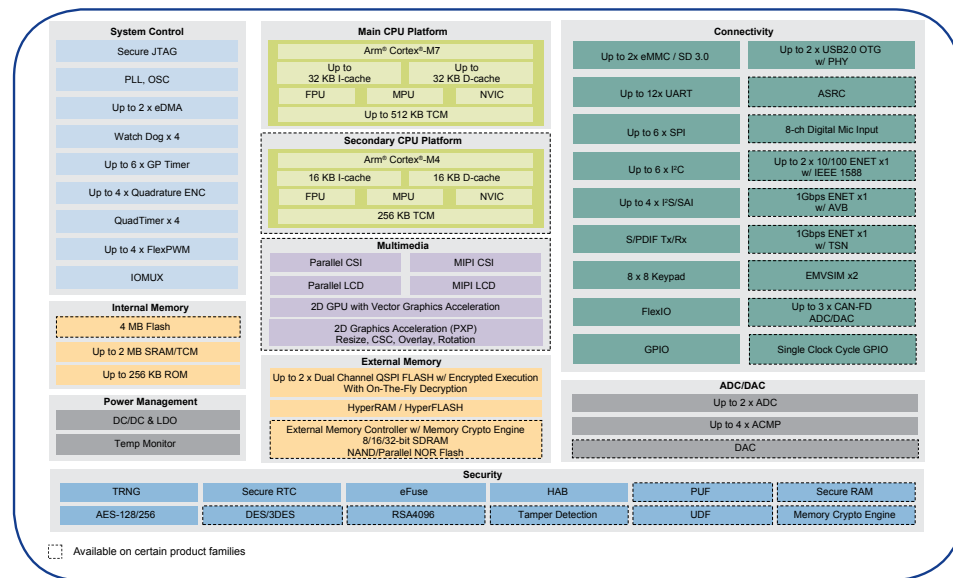 System Control
Secure JTAG
PLL, OSC
Up to 2 x eDMA
Watch Dog x 4
Up to 6 x GP Timer
Up to 4 x Quadrature ENC
QuadTimer x 4
Up to 4 x FlexPWM
IOMUX
Internal Memory
4 MB Flash
Up to 2 MB SRAM/TCM
Up to 256 KB ROM
Power Management
DC/DC & LDO
Temp Monitor
Main CPU Platform
Arm® Cortex®-M7
Up to
32 KB I-cache
Up to
32 KB D-cache
FPU
MPU
NVIC
Up to 512 KB TCM
Secondary CPU Platform
Arm® Cortex®-M4
16 KB I-cache
16 KB D-cache
FPU
MPU
NVIC
256 KB TCM
Multimedia
Parallel CSI
MIPI CSI
Parallel LCD
MIPI LCD
2D GPU with Vector Graphics Acceleration
2D Graphics Acceleration (PXP)
Resize, CSC, Overlay, Rotation
External Memory
Up to 2 x Dual Channel QSPI FLASH w/ Encrypted Execution
With On-The-Fly Decryption
HyperRAM / HyperFLASH
External Memory Controller w/ Memory Crypto Engine
8/16/32-bit SDRAM
NAND/Parallel NOR Flash
Connectivity
Up to 2x eMMC / SD 3.0
Up to 12x UART
Up to 6 x SPI
Up to 6 x I²C
Up to 4 x I²S/SAI
S/PDIF Tx/Rx
8 x 8 Keypad
FlexIO
GPIO
Up to 2 x USB2.0 OTG
w/ PHY
ASRC
8-ch Digital Mic Input
Up to 2 x 10/100 ENET x1
w/ IEEE 1588
1Gbps ENET x1
w/ AVB
1Gbps ENET x1
w/ TSN
EMVSIM x2
Up to 3 x CAN-FD
ADC/DAC
Single Clock Cycle GPIO
ADC/DAC
Up to 2 x ADC
Up to 4 x ACMP
DAC
Security
TRNG
Secure RTC
eFuse
HAB
PUF
Secure RAM
AES-128/256
DES/3DES
RSA4096
Tamper Detection
UDF
Memory Crypto Engine
Available on certain product families